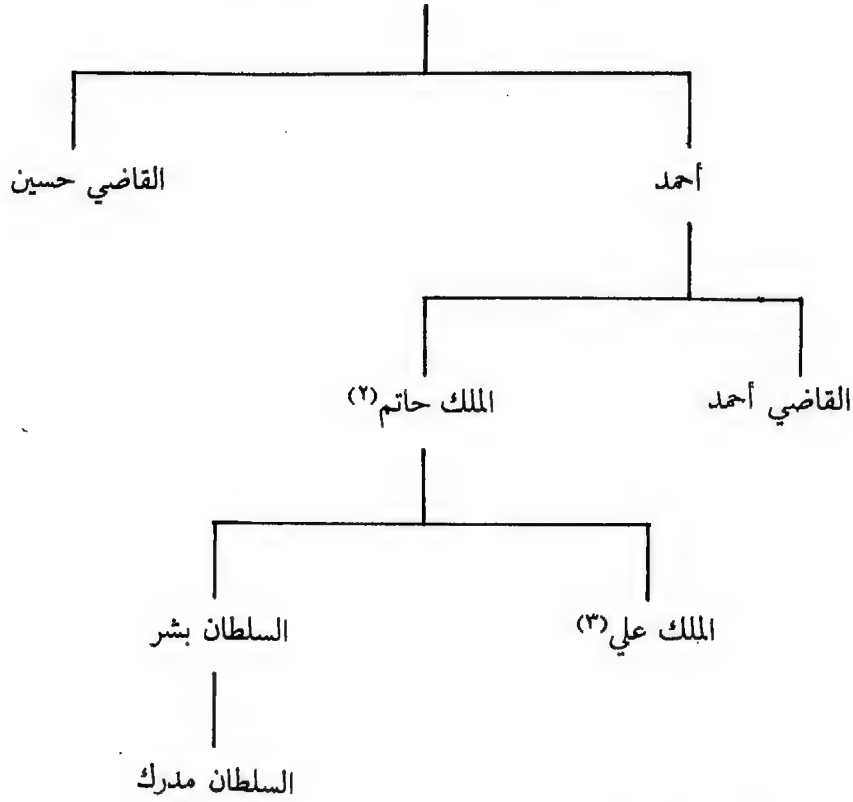 أحمد
القاضي حسين
القاضي أحمد
الملك حاتم (٢)
الملك علي (٣)
السلطان بشر
السلطان مدرك